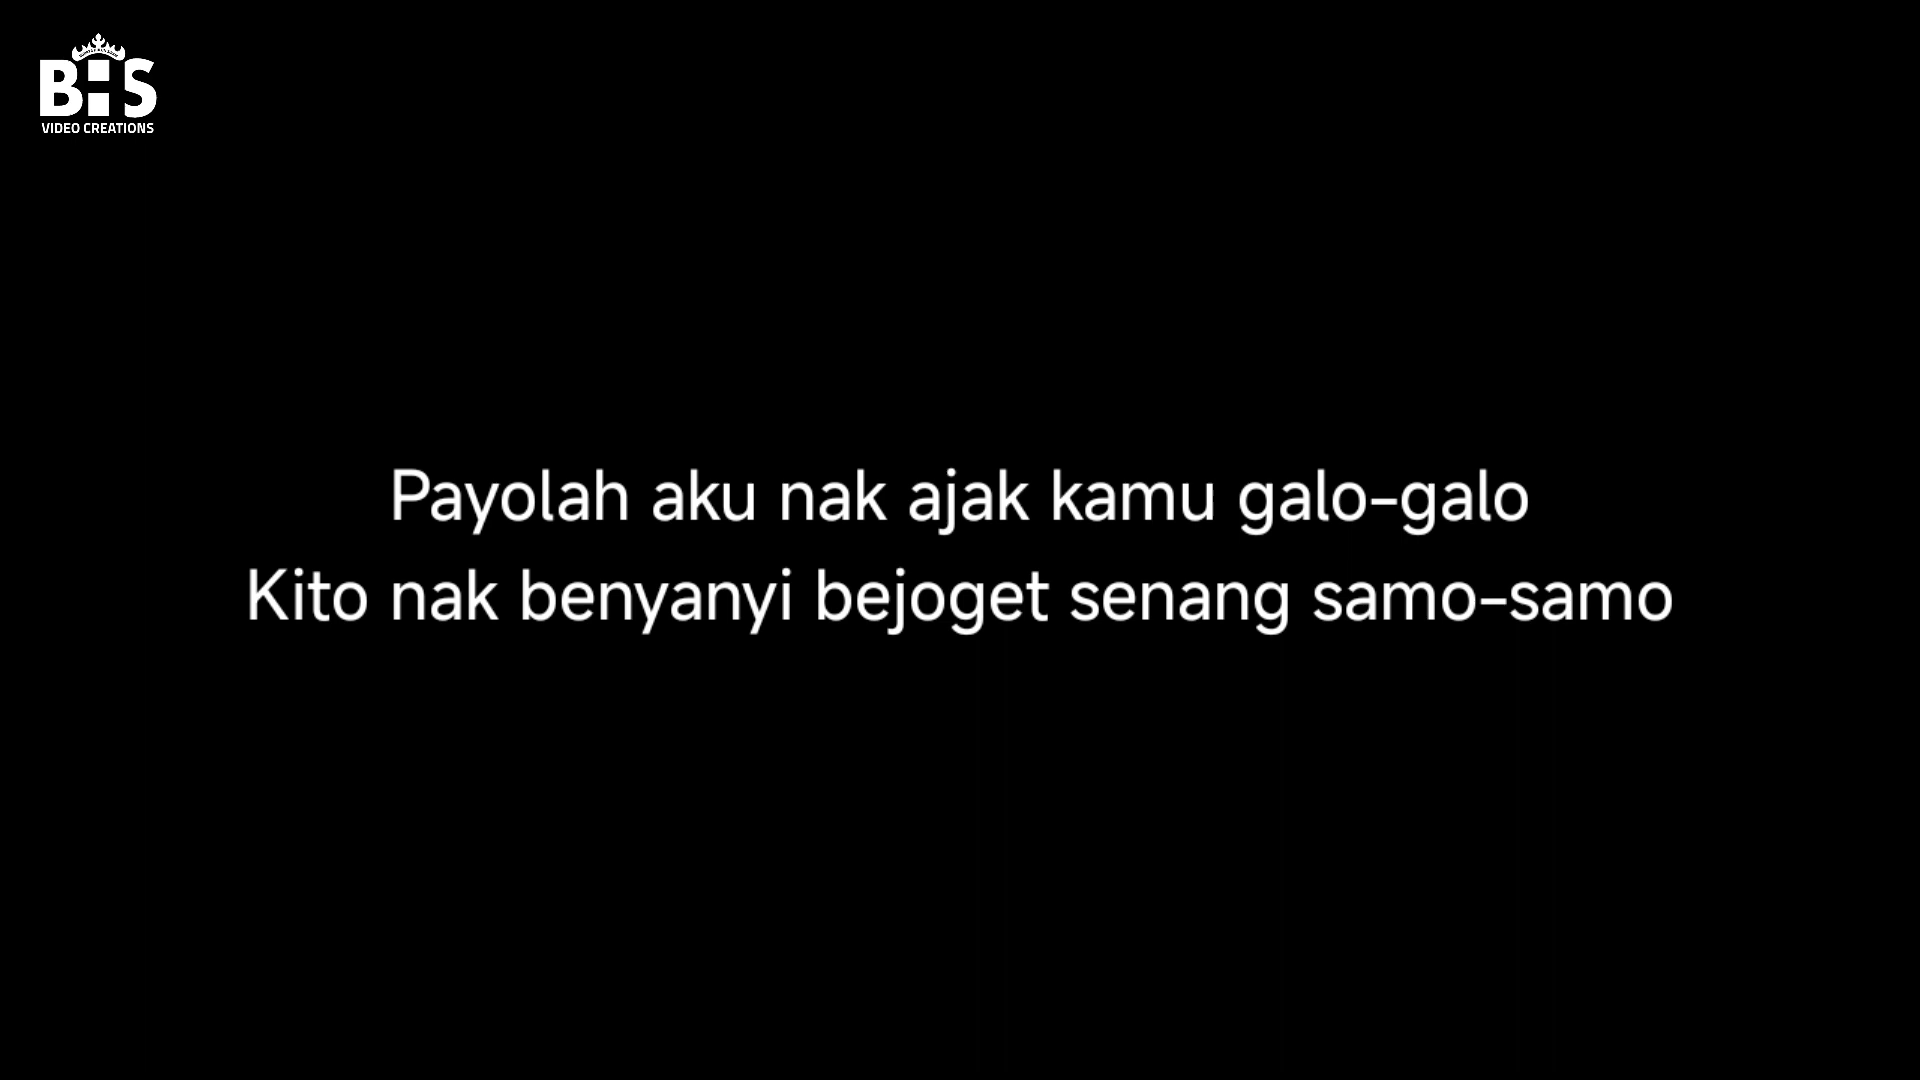 BHS
VIDEO CREATIONS
Payolah aku nak ajak kamu galo-galo
Kito nak benyanyi bejoget senang samo-samo